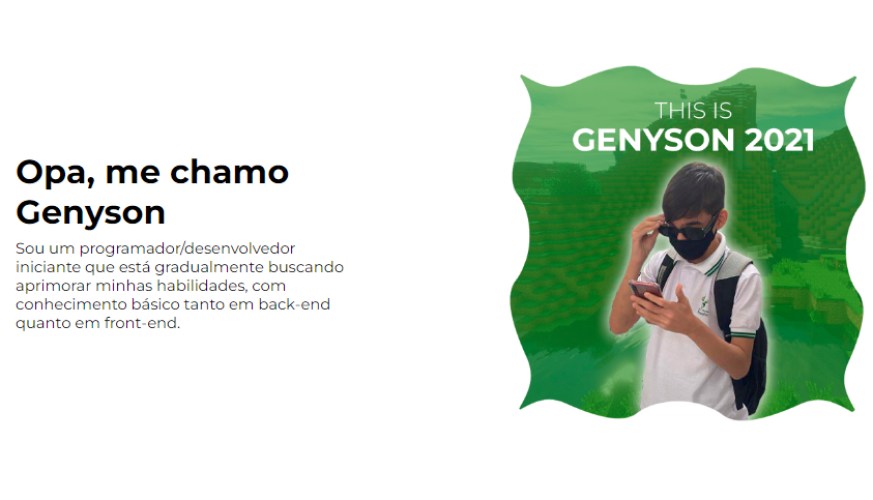 Opa, me chamo
Genyson
Sou um programador/desenvolvedor
iniciante que está gradualmente buscando
aprimorar minhas habilidades, com
conhecimento básico tanto em back-end
quanto em front-end.
THIS IS
GENYSON 2021